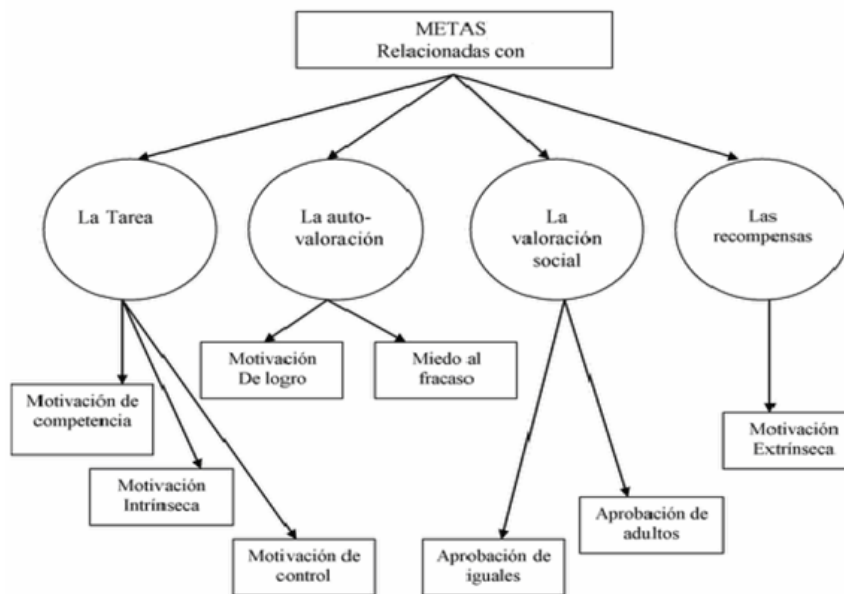 METAS
Relacionadas con
La Tarea
La auto-
valoración
La
valoración
social
Las
recompensas
Motivación
De logro
Miedo al
fracaso
Motivación de
competencia
Motivación
Extrínseca.
Motivación
Intrínseca
Aprobación de
adultos
Motivación de
control
Aprobación de
iguales